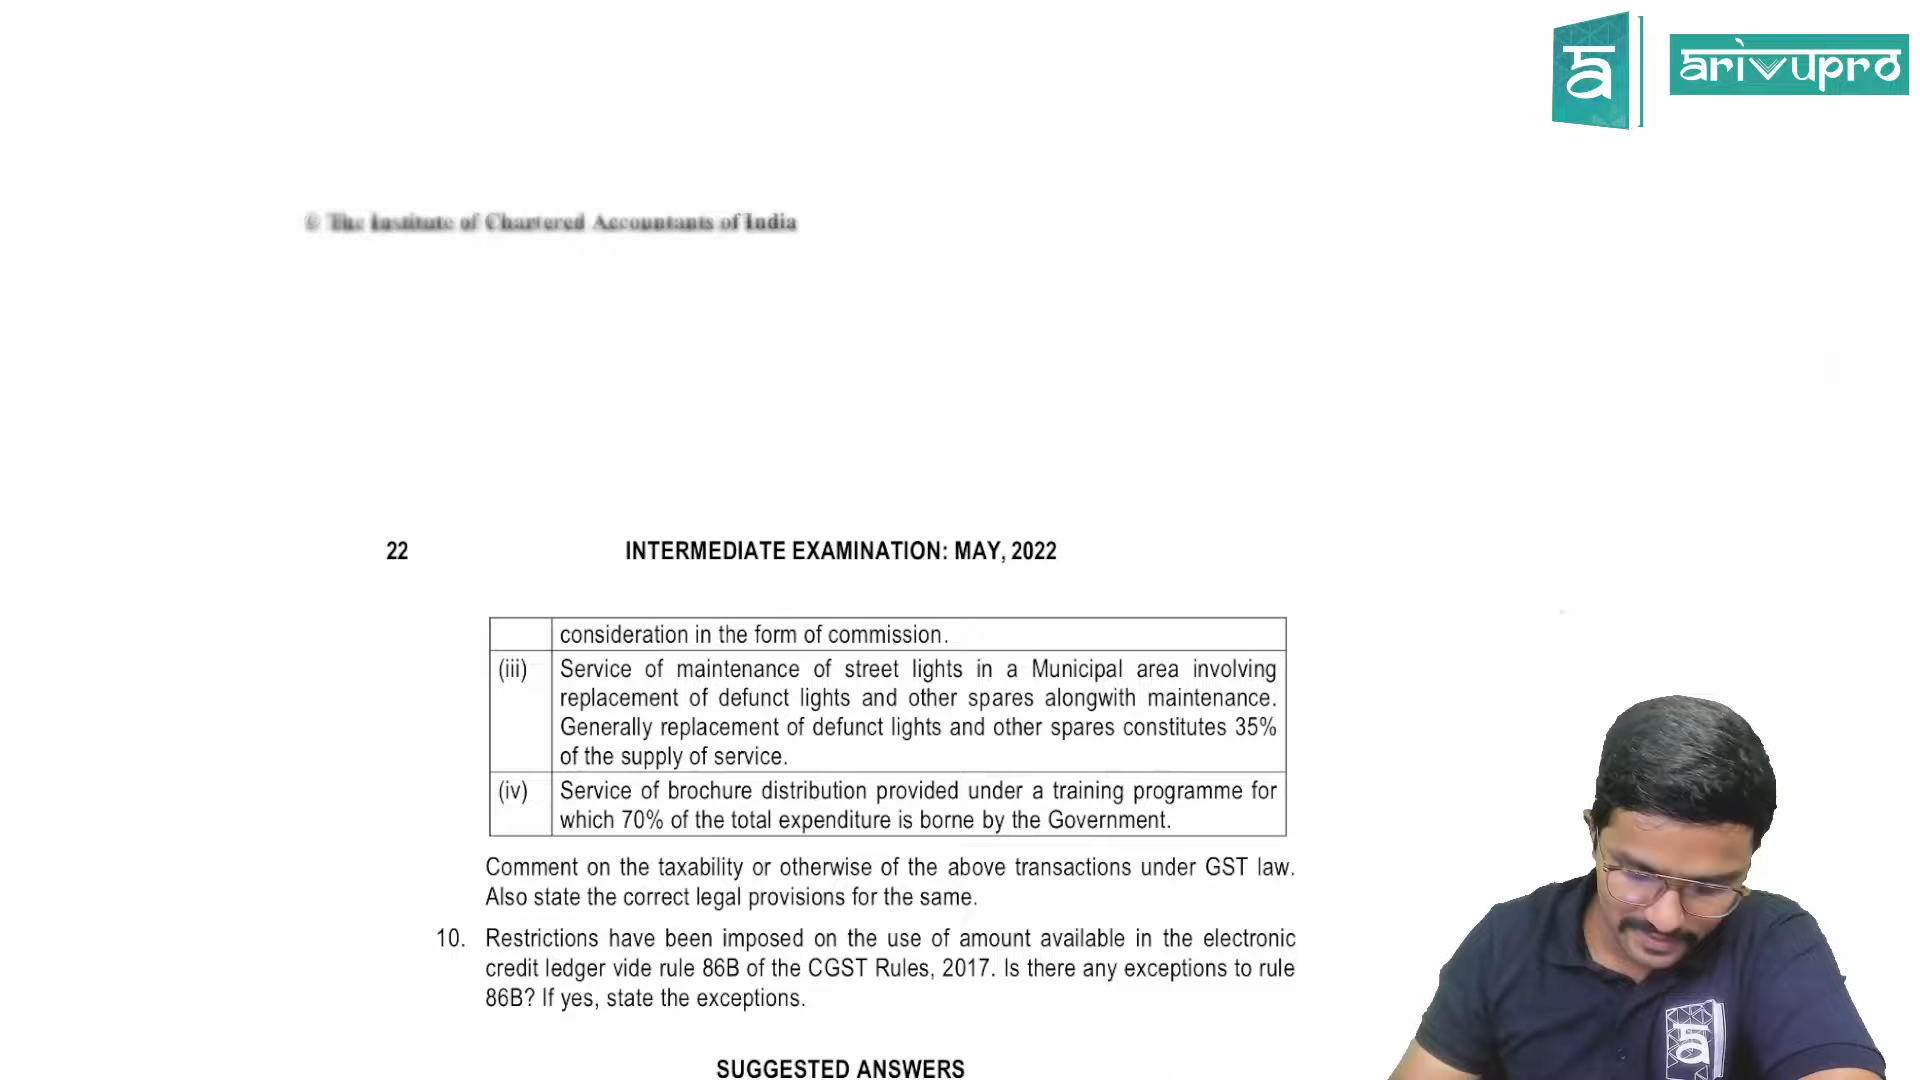 a
arivupro
© The Institute of Chartered Accountants of India
22 INTERMEDIATE EXAMINATION: MAY, 2022
consideration in the form of commission.
(iii) Service of maintenance of street lights in a Municipal area involving
replacement of defunct lights and other spares alongwith maintenance.
Generally replacement of defunct lights and other spares constitutes 35%
of the supply of service.
(iv) Service of brochure distribution provided under a training programme for
which 70% of the total expenditure is borne by the Government.
Comment on the taxability or otherwise of the above transactions under GST law.
Also state the correct legal provisions for the same.
10. Restrictions have been imposed on the use of amount available in the electronic
credit ledger vide rule 86B of the CGST Rules, 2017. Is there any exceptions to rule
86B? If yes, state the exceptions.
SUGGESTED ANSWERS
a